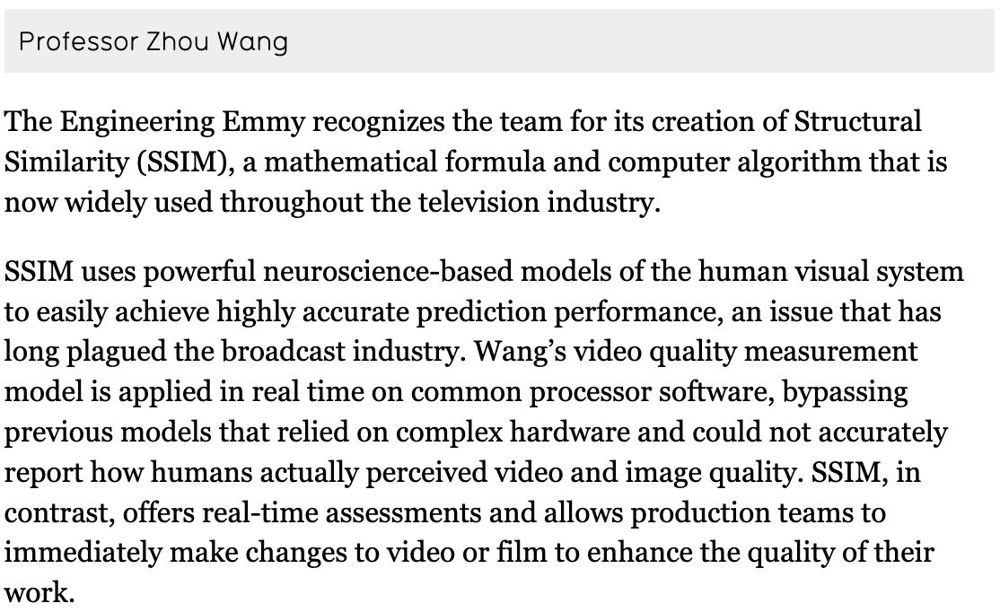 Professor Zhou Wang
The Engineering Emmy recognizes the team for its creation of Structural
Similarity (SSIM), a mathematical formula and computer algorithm that is
now widely used throughout the television industry.
SSIM uses powerful neuroscience-based models of the human visual system
to easily achieve highly accurate prediction performance, an issue that has
long plagued the broadcast industry. Wang’s video quality measurement
model is applied in real time on common processor software, bypassing
previous models that relied on complex hardware and could not accurately
report how humans actually perceived video and image quality. SSIM, in
contrast, offers real-time assessments and allows production teams to
immediately make changes to video or film to enhance the quality of their
work.